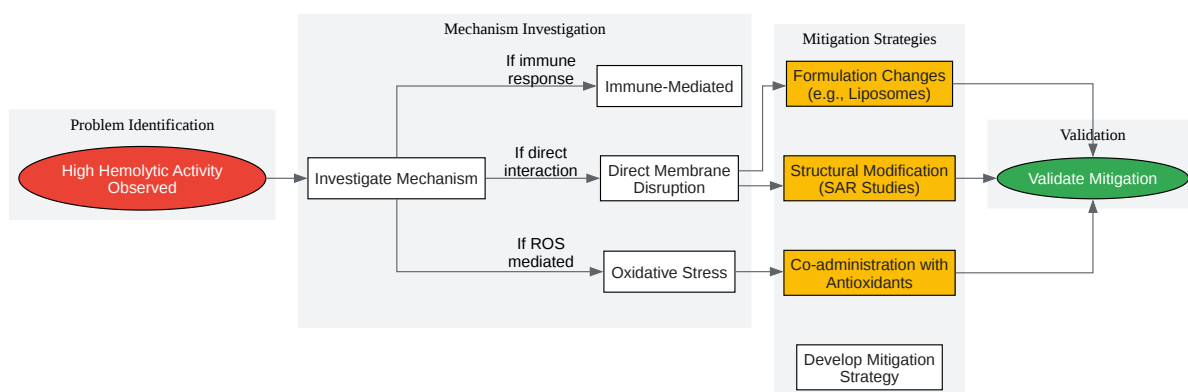 Problem Identification
High Hemolytic Activity
Observed
Mechanism Investigation
Investigate Mechanism
If immune
response
Immune-Mediated
If direct
interaction
Direct Membrane
Disruption
If ROS
mediated
Oxidative Stress
Mitigation Strategies
Formulation Changes
(e.g., Liposomes)
Structural Modification
(SAR Studies)
Co-administration with
Antioxidants
Develop Mitigation
Strategy
Validation
Validate Mitigation